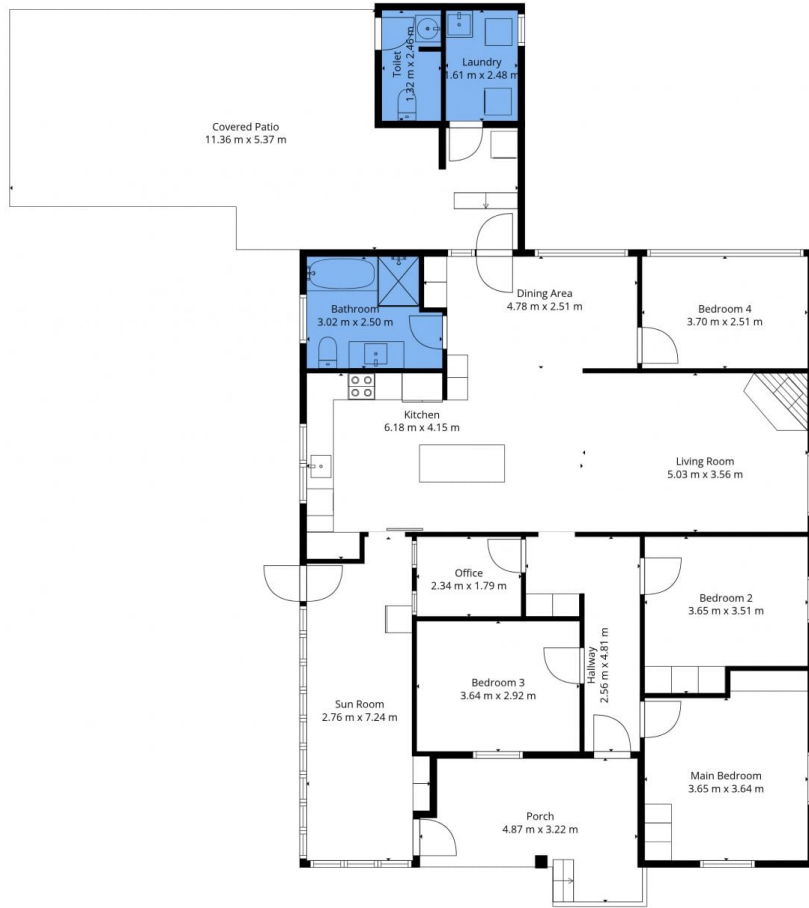 Toilet
1.32 m x 2.46 m
Laundry
1.61 m x 2.48 m
Covered Patio
11.36 m x 5.37 m
Dining Area
4.78 m x 2.51 m
Bedroom 4
3.70 m x 2.51 m
Bathroom
3.02 m x 2.50 m
Kitchen
6.18 m x 4.15 m
Living Room
5.03 m x 3.56 m
Office
2.34 m x 1.79 m
Bedroom 2
3.65 m x 3.51 m
Hallway
2.56 m x 4.81 m
Bedroom 3
3.64 m x 2.92 m
Sun Room
2.76 m x 7.24 m
Main Bedroom
3.65 m x 3.64 m
Porch
4.87 m x 3.22 m